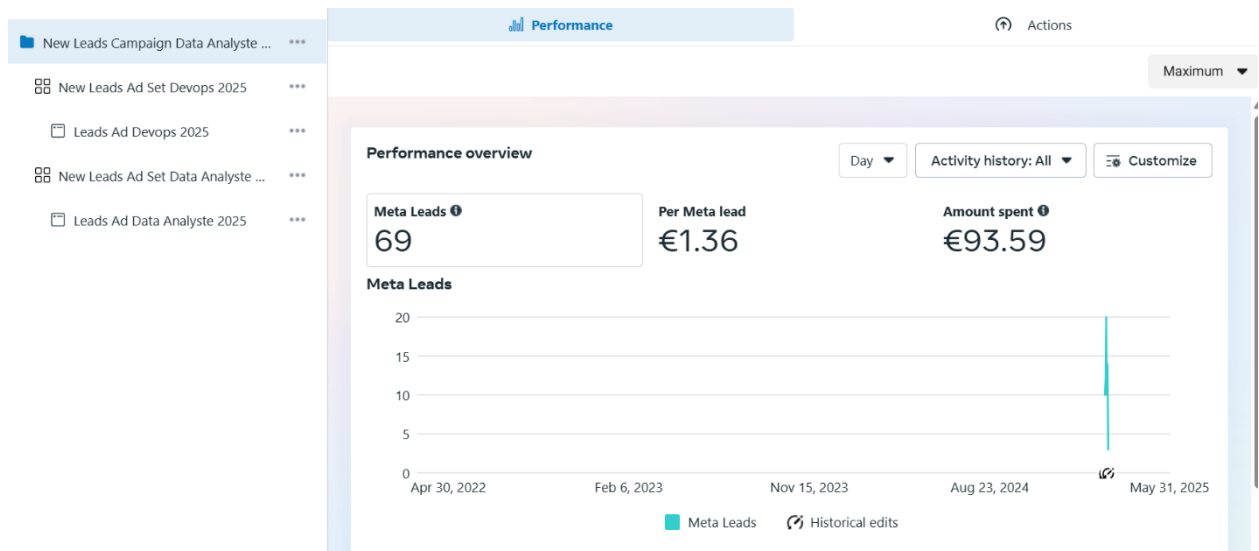 New Leads Campaign Data Analyste ...
New Leads Ad Set Devops 2025
Leads Ad Devops 2025
New Leads Ad Set Data Analyste ...
Leads Ad Data Analyste 2025
Performance
Actions
Maximum
Performance overview
Day
Activity history: All
Customize
Meta Leads
69
Per Meta lead
€1.36
Amount spent
€93.59
Meta Leads
20
15
10
5
0
Apr 30, 2022 Feb 6, 2023 Nov 15, 2023 Aug 23, 2024 May 31, 2025
Meta Leads Historical edits